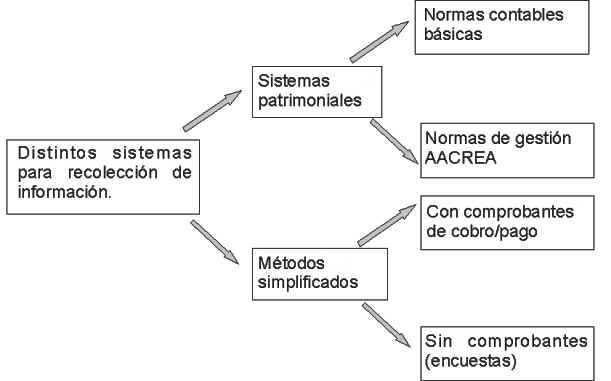 Distintos sistemas
para recolección de
información.
Sistemas
patrimoniales
Normas contables
básicas
Normas de gestión
AACREA
Métodos
simplificados
Con comprobantes
de cobro/pago
Sin comprobantes
(encuestas)